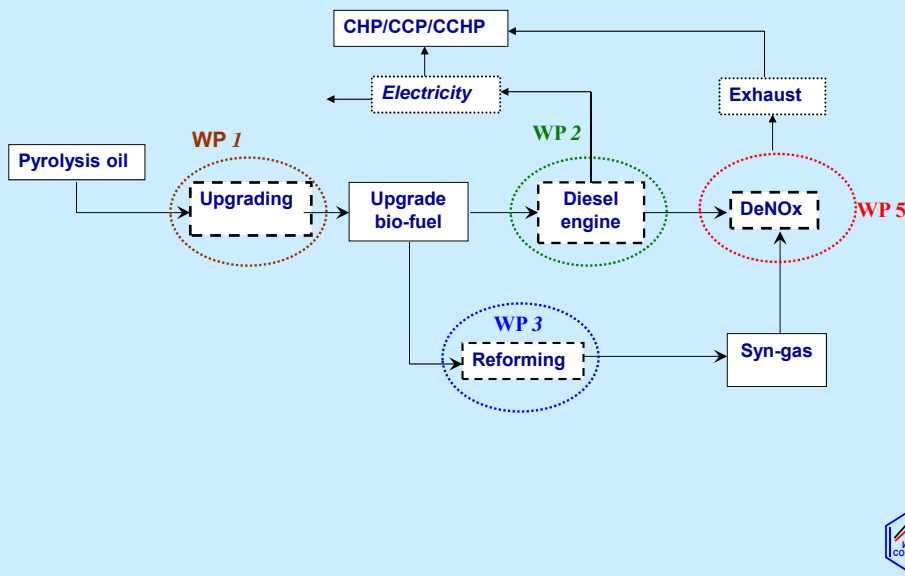 CHP/CCP/CCHP
Electricity
Exhaust
WP 1
WP 2
Pyrolysis oil
Upgrading
Upgrade
bio-fuel
Diesel
engine
DeNOx
WP 5
WP 3
Reforming
Syn-gas